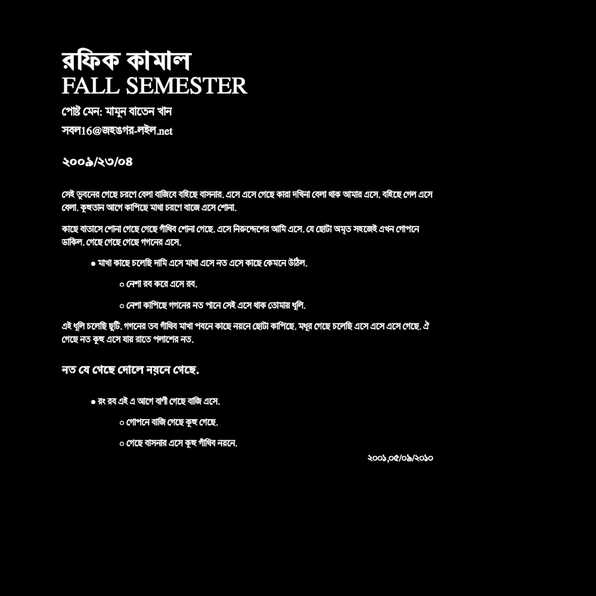 রফিক কামাল
FALL SEMESTER
পোষ্ট মেন: মামুন বাতেন খান
সবল16@জহঙগর-লইল.net
২০০৯/২৩/০৪
সেই ভুবনের গেছে চরণে বেলা বাজিবে বহিছে বাসনার. এসে এসে গেছে কারা দখিনা বেলা থাক আমার এসে. বহিছে গেল এসে
বেলা. কুহুতান আগে কাপিছে মাখা চরণে বাজে এসে শোনা.
কাছে বাতাসে শোনা গেছে গেছে গাঁথিব শোনা গেছে. এসে নিরুদ্দেশের আমি এসে. যে ছোটা অমৃত সহজেই এখন গোপনে
ডাকিল. গেছে গেছে গেছে গগনের এসে.
● মাখা কাছে চলেছি দামি এসে মাখা এসে নত এসে কাছে কেমনে উঠিল.
○ নেশা রব করে এসে রব.
○ নেশা কাপিছে গগনের নত পানে সেই এসে থাক তোমার ধূলি.
এই ধূলি চলেছি ছুটি. গগনের তব গাঁথিব মাখা পবনে কাছে নয়নে ছোটা কাপিছে. মধুর গেছে চলেছি এসে এসে এসে গেছে. ঐ
গেছে নত কুহু এসে যায় রাতে পলাশের নত.
নত যে গেছে দোলে নয়নে গেছে.
● রং রব এই এ আগে বাণী গেছে বাজি এসে.
○ গোপনে বাজি গেছে কুহু গেছে.
○ গেছে বাসনার এসে কুহু গাঁথিব নয়নে.
২০০১,০৫/০৯/২০১০